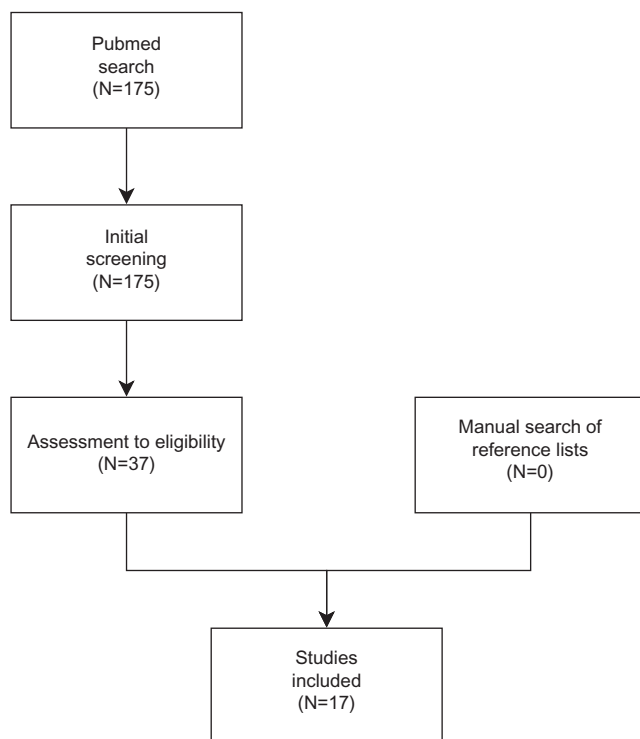 Pubmed
search
(N=175)
Initial
screening
(N=175)
Assessment to eligibility
(N=37)
Manual search of
reference lists
(N=0)
Studies
included
(N=17)